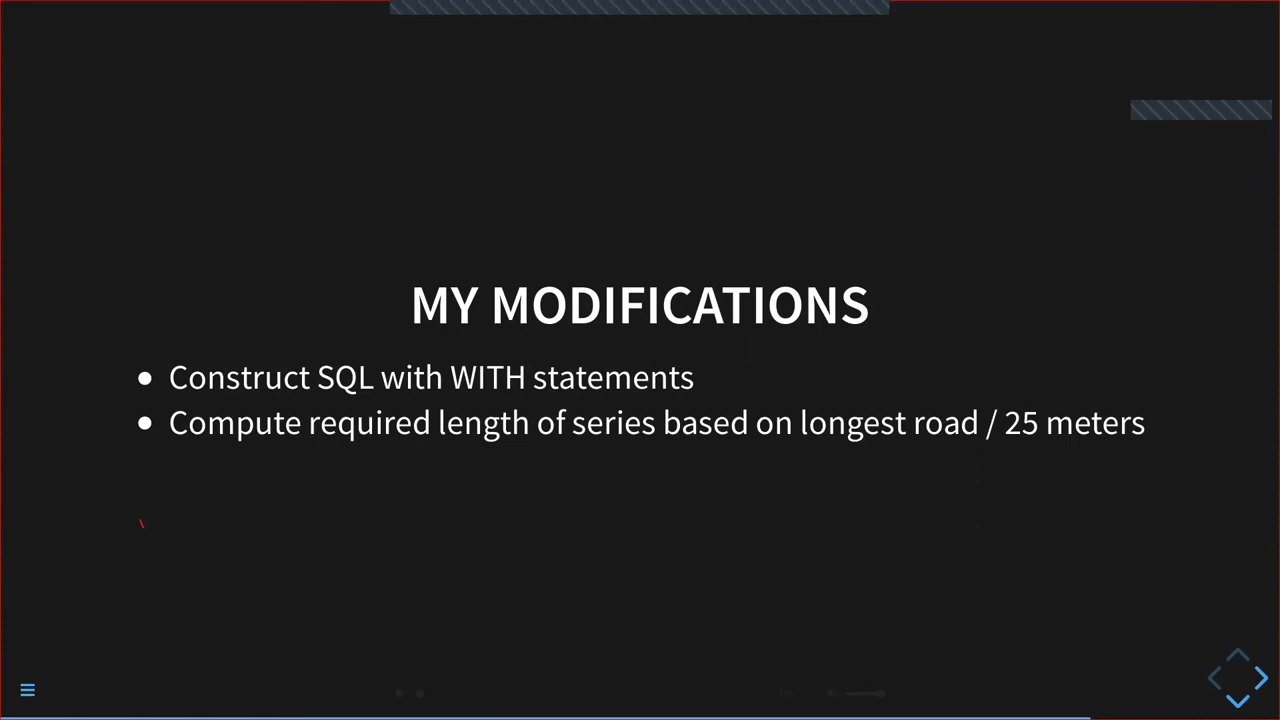 MY MODIFICATIONS
Construct SQL with WITH statements
Compute required length of series based on longest road / 25 meters